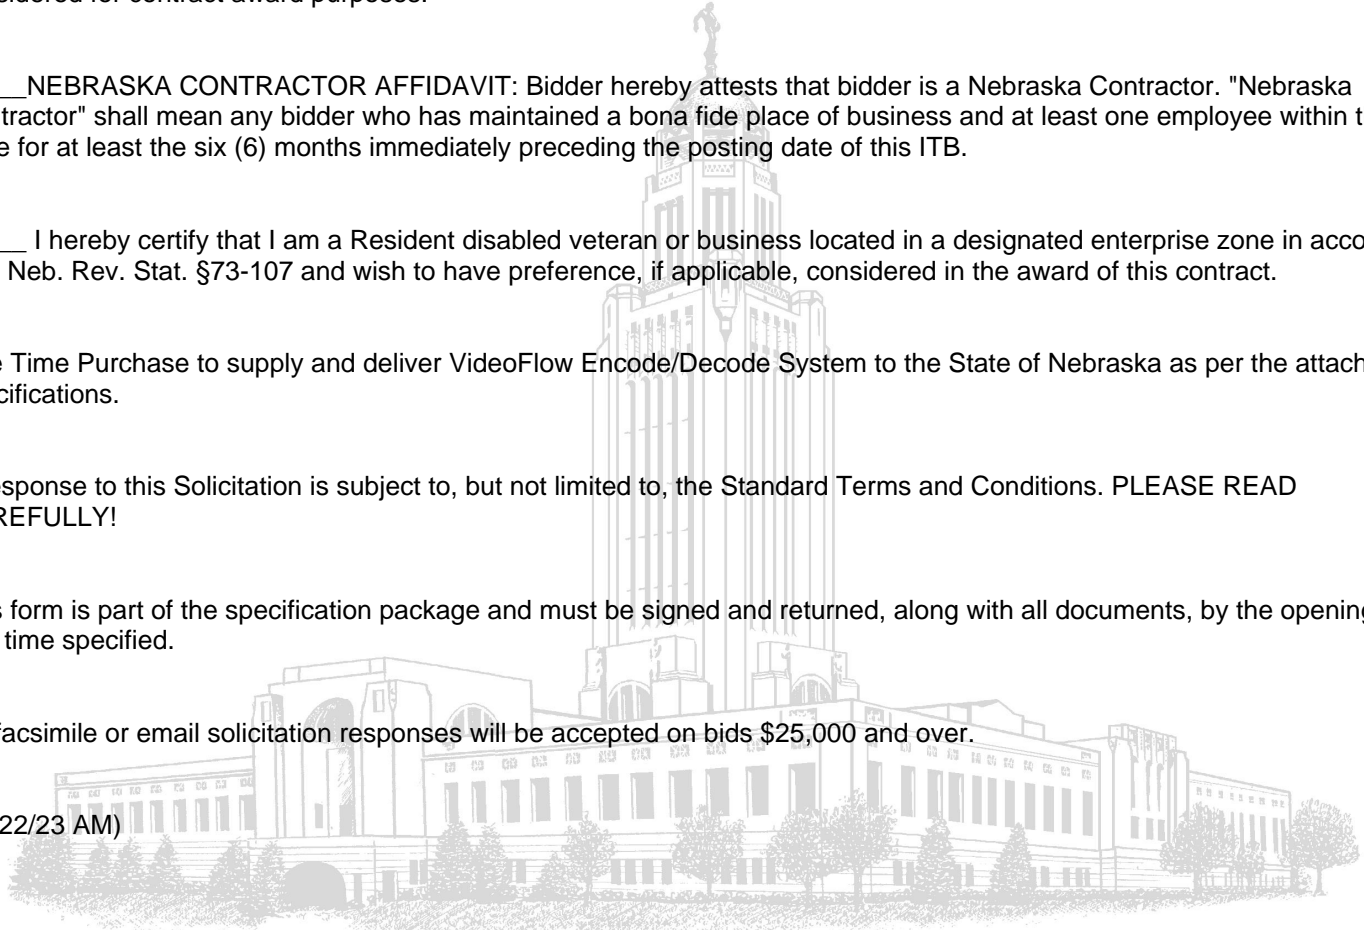 sidered for contract award purposes.
__NEBRASKA CONTRACTOR AFFIDAVIT: Bidder hereby attests that bidder is a Nebraska Contractor. "Nebraska
tractor" shall mean any bidder who has maintained a bona fide place of business and at least one employee within t
e for at least the six (6) months immediately preceding the posting date of this ITB.
__ I hereby certify that I am a Resident disabled veteran or business located in a designated enterprise zone in acco
Neb. Rev. Stat. §73-107 and wish to have preference, if applicable, considered in the award of this contract.
e Time Purchase to supply and deliver VideoFlow Encode/Decode System to the State of Nebraska as per the attach
cifications.
esponse to this Solicitation is subject to, but not limited to, the Standard Terms and Conditions. PLEASE READ
REFULLY!
s form is part of the specification package and must be signed and returned, along with all documents, by the opening
time specified.
facsimile or email solicitation responses will be accepted on bids $25,000 and over.
22/23 AM)